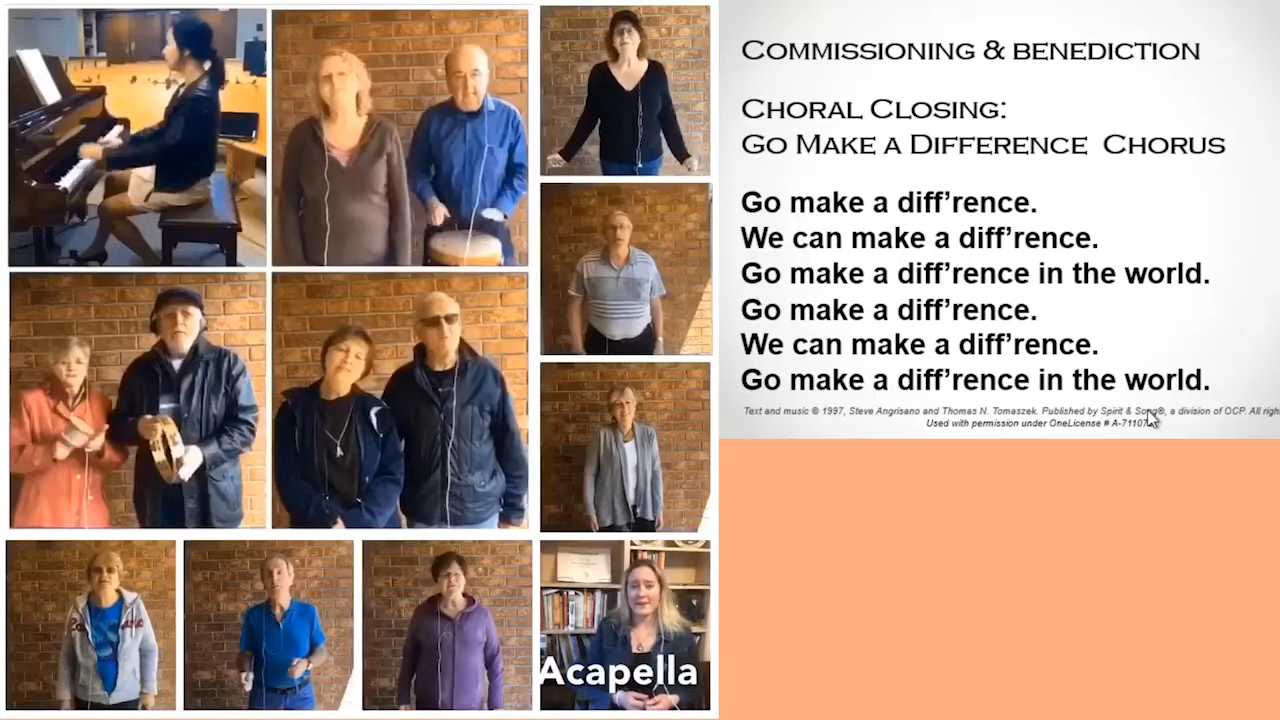 COMMISSIONING & BENEDICTION
CHORAL CLOSING:
GO MAKE A DIFFERENCE CHORUS
Go make a diff’rence.
We can make a diff’rence.
Go make a diff’rence in the world.
Go make a diff’rence.
We can make a diff’rence.
Go make a diff’rence in the world.
Text and music © 1997, Steve Angrisano and Thomas N. Tomaszek. Published by Spirit & Song®, a division of OCP. All
Used with permission under OneLicense #
Acapella